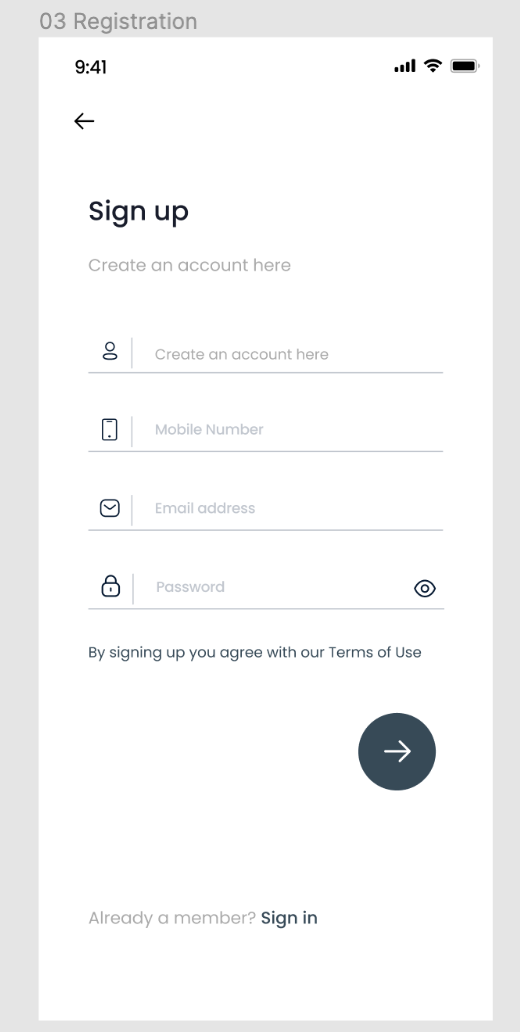 03 Registration
9:41
Sign up
Create an account here
Create an account here
Mobile Number
Email address
Password
By signing up you agree with our Terms of Use
Already a member? Sign in